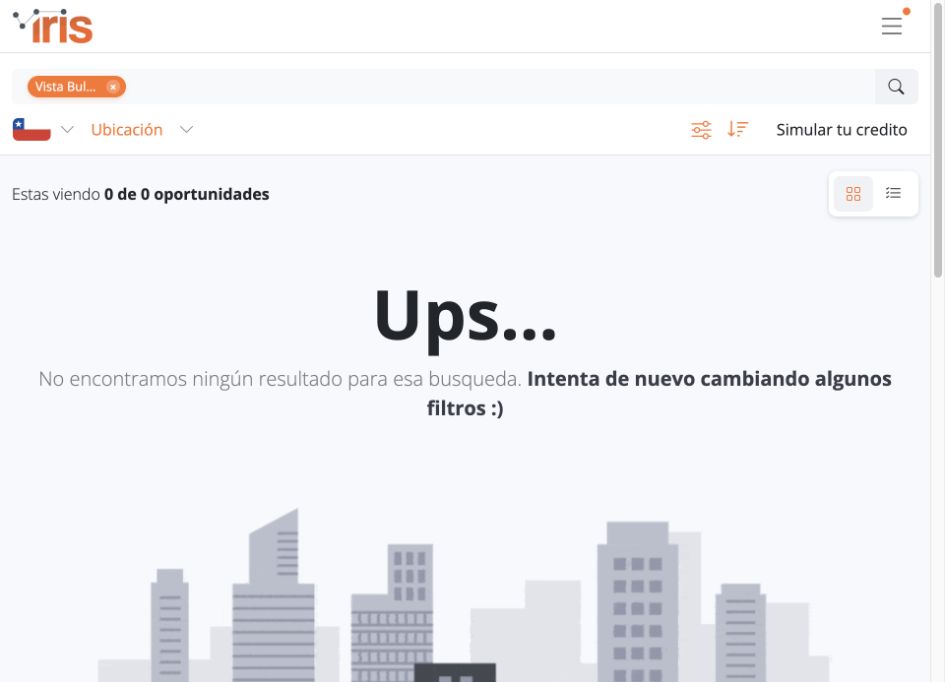 iris
Vista Bul...
Ubicación
Simular tu credito
Estas viendo 0 de 0 oportunidades
Ups...
No encontramos ningún resultado para esa busqueda. Intenta de nuevo cambiando algunos
filtros :)